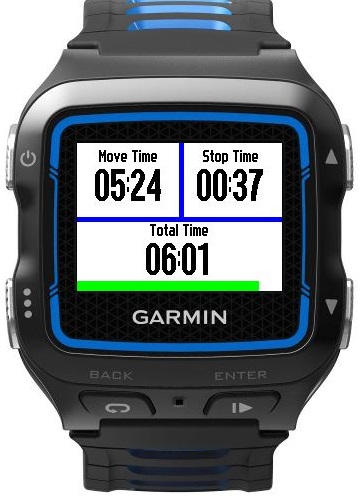 Move Time Stop Time
05:24 00:37
Total Time
06:01
GARMIN
BACK ENTER